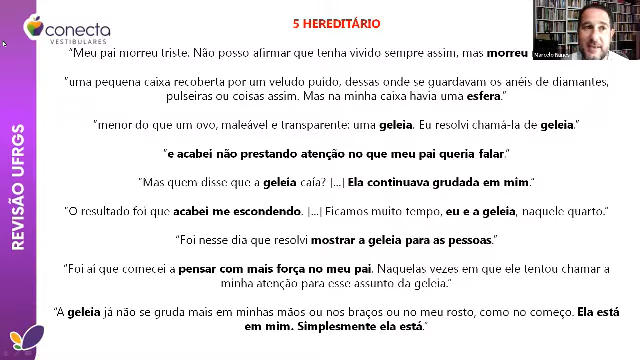 conecta
VESTIBULARES
5 HEREDITÁRIO
Marcelo Nunes
"Meu pai morreu triste. Não posso afirmar que tenha vivido sempre assim, mas morreu
"uma pequena caixa recoberta por um veludo puído, dessas onde se guardavam os anéis de diamantes,
pulseiras ou coisas assim. Mas na minha caixa havia uma esfera."
"menor do que um ovo, maleável e transparente: uma geleia. Eu resolvi chamá-la de geleia."
"e acabei não prestando atenção no que meu pai queria falar."
"Mas quem disse que a geleia caía? [...] Ela continuava grudada em mim."
"O resultado foi que acabei me escondendo. [...] Ficamos muito tempo, eu e a geleia, naquele quarto."
"Foi nesse dia que resolvi mostrar a geleia para as pessoas."
"Foi aí que comecei a pensar com mais força no meu pai. Naquelas vezes em que ele tentou chamar a
minha atenção para esse assunto da geleia."
"A geleia já não se gruda mais em minhas mãos ou nos braços ou no meu rosto, como no começo. Ela está
em mim. Simplesmente ela está."
REVISÃO UFRGS